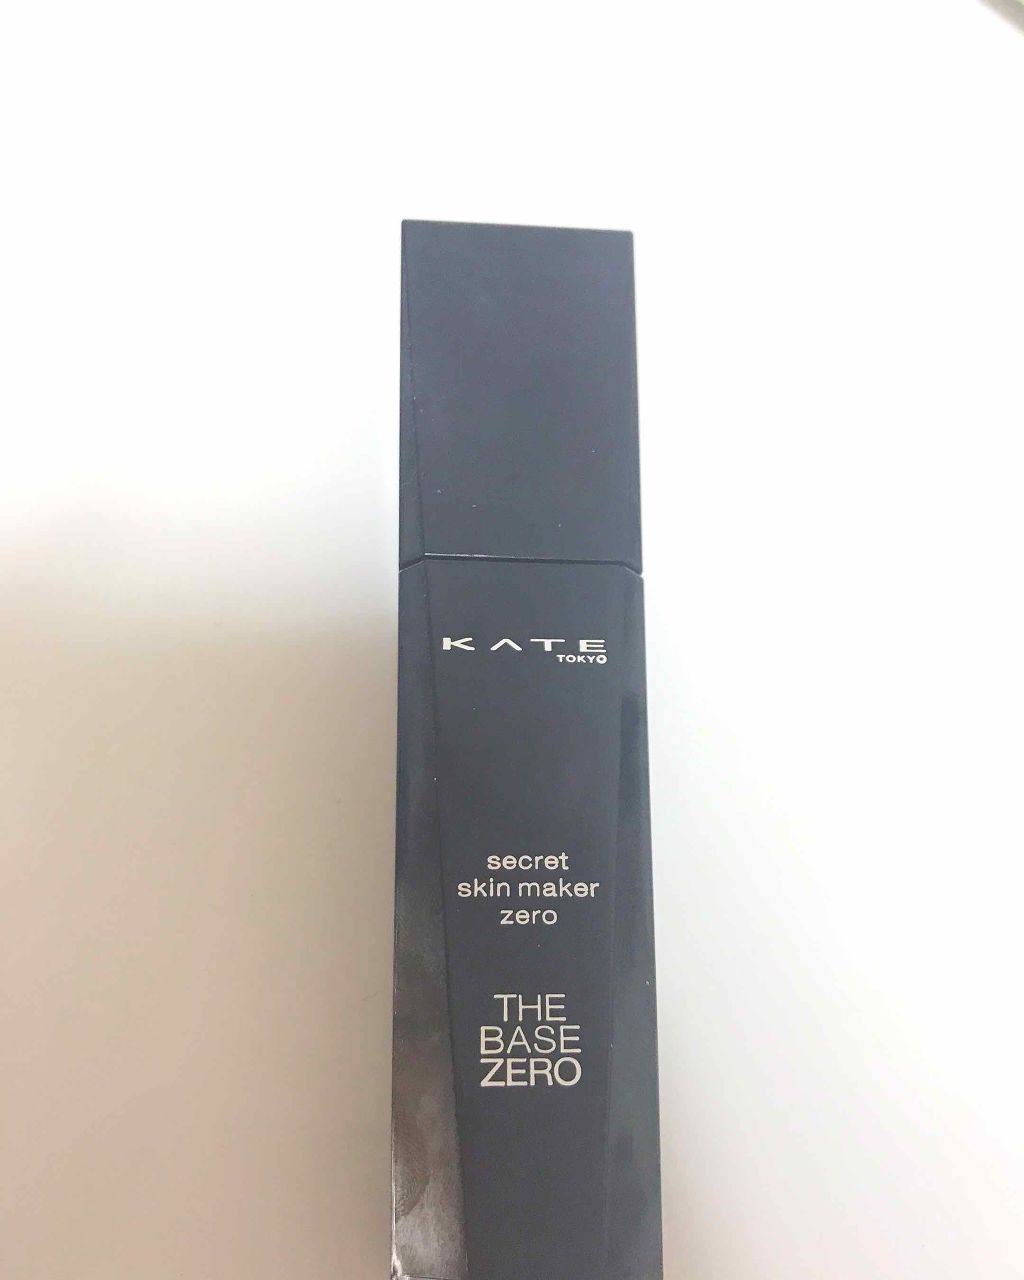 KATE
TOKYO
secret
skin maker
zero
THE
BASE
ZERO